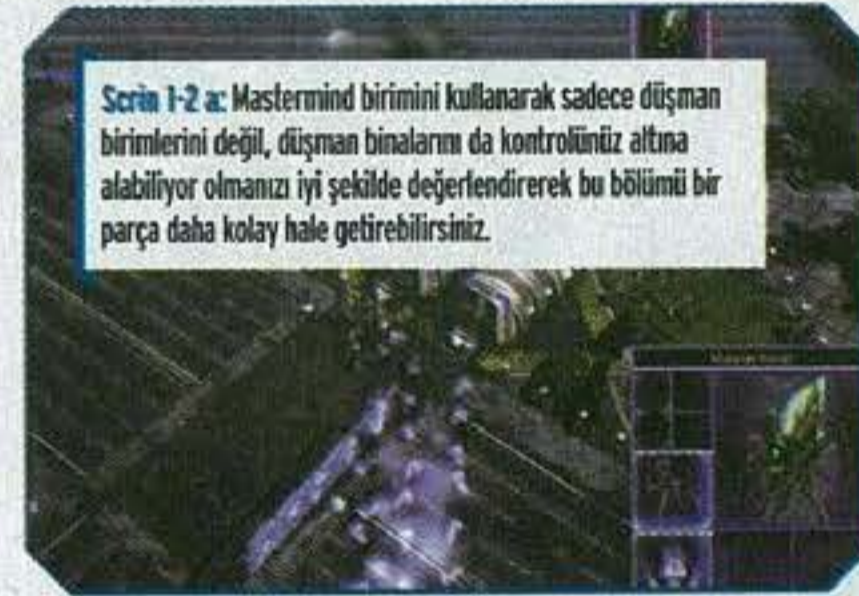 Scrin 1-2 a: Mastermind birimini kullanarak sadece düşman
birimlerini değil, düşman binalarını da kontrolünüz altına
alabiliyor olmanızı iyi şekilde değerlendirerek bu bölümü bir
parça daha kolay hale getirebilirsiniz.
Mastermind